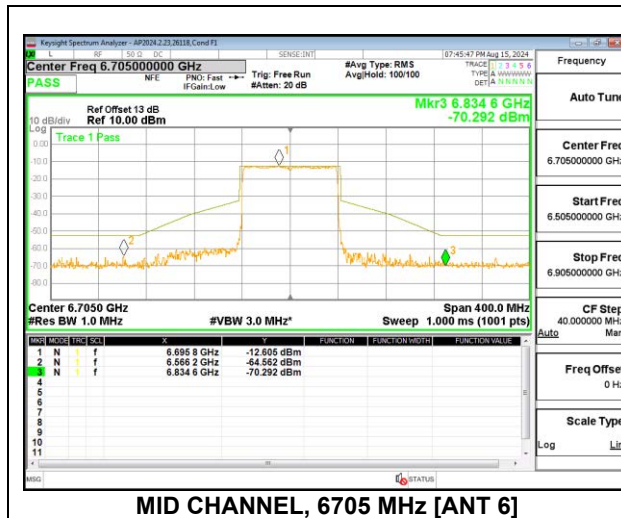 Keysight Spectrum Analyzer - AP2024.2.23,26118,Cond F1
L RF 50 Ω DC SENSE:INT 07:45:47 PM Aug 15, 2024
Center Freq 6.705000000 GHz
PASS
NFE
PNO: Fast
IFGain:Low
Trig: Free Run
#Atten: 20 dB
#Avg Type: RMS
Avg|Hold: 100/100
TRACE 1 2 3 4 5 6
TYPE A WWWWW
DET A N N N N N
Mkr3 6.834 6 GHz
-70.292 dBm
Ref Offset 13 dB
10 dB/div Ref 10.00 dBm
Log
Trace 1 Pass
0.00
-10.0
-20.0
-30.0
-40.0
-50.0
-60.0
-70.0
-80.0
1
2
3
Center 6.7050 GHz Span 400.0 MHz
#Res BW 1.0 MHz #VBW 3.0 MHz* Sweep 1.000 ms (1001 pts)
MKR MODE TRC SCL X Y FUNCTION FUNCTION WIDTH FUNCTION VALUE
1 N 1 f 6.695 8 GHz -12.605 dBm
2 N 1 f 6.566 2 GHz -64.562 dBm
3 N 1 f 6.834 6 GHz -70.292 dBm
4
5
6
7
8
9
10
11
MSG STATUS
Frequency
Auto Tune
Center Freq
6.705000000 GHz
Start Freq
6.505000000 GHz
Stop Freq
6.905000000 GHz
CF Step
40.000000 MHz
Auto Man
Freq Offset
0 Hz
Scale Type
Log Lin
MID CHANNEL, 6705 MHz [ANT 6]